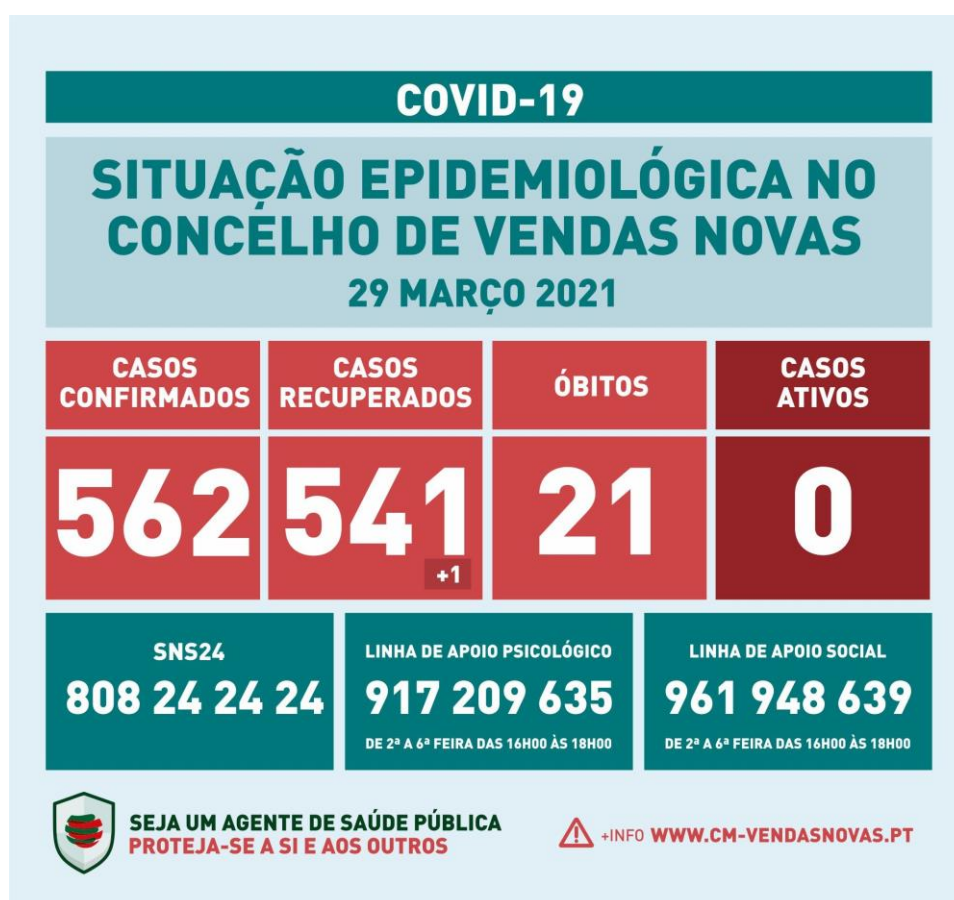 COVID-19
SITUAÇÃO EPIDEMIOLÓGICA NO
CONCELHO DE VENDAS NOVAS
29 MARÇO 2021
CASOS
CONFIRMADOS
562
CASOS
RECUPERADOS
541
+1
ÓBITOS
21
CASOS
ATIVOS
0
SNS24
808 24 24 24
LINHA DE APOIO PSICOLÓGICO
917 209 635
DE 2ª A 6ª FEIRA DAS 16H00 ÀS 18H00
LINHA DE APOIO SOCIAL
961 948 639
DE 2ª A 6ª FEIRA DAS 16H00 ÀS 18H00
SEJA UM AGENTE DE SAÚDE PÚBLICA
PROTEJA-SE A SI E AOS OUTROS
+INFO WWW.CM-VENDASNOVAS.PT